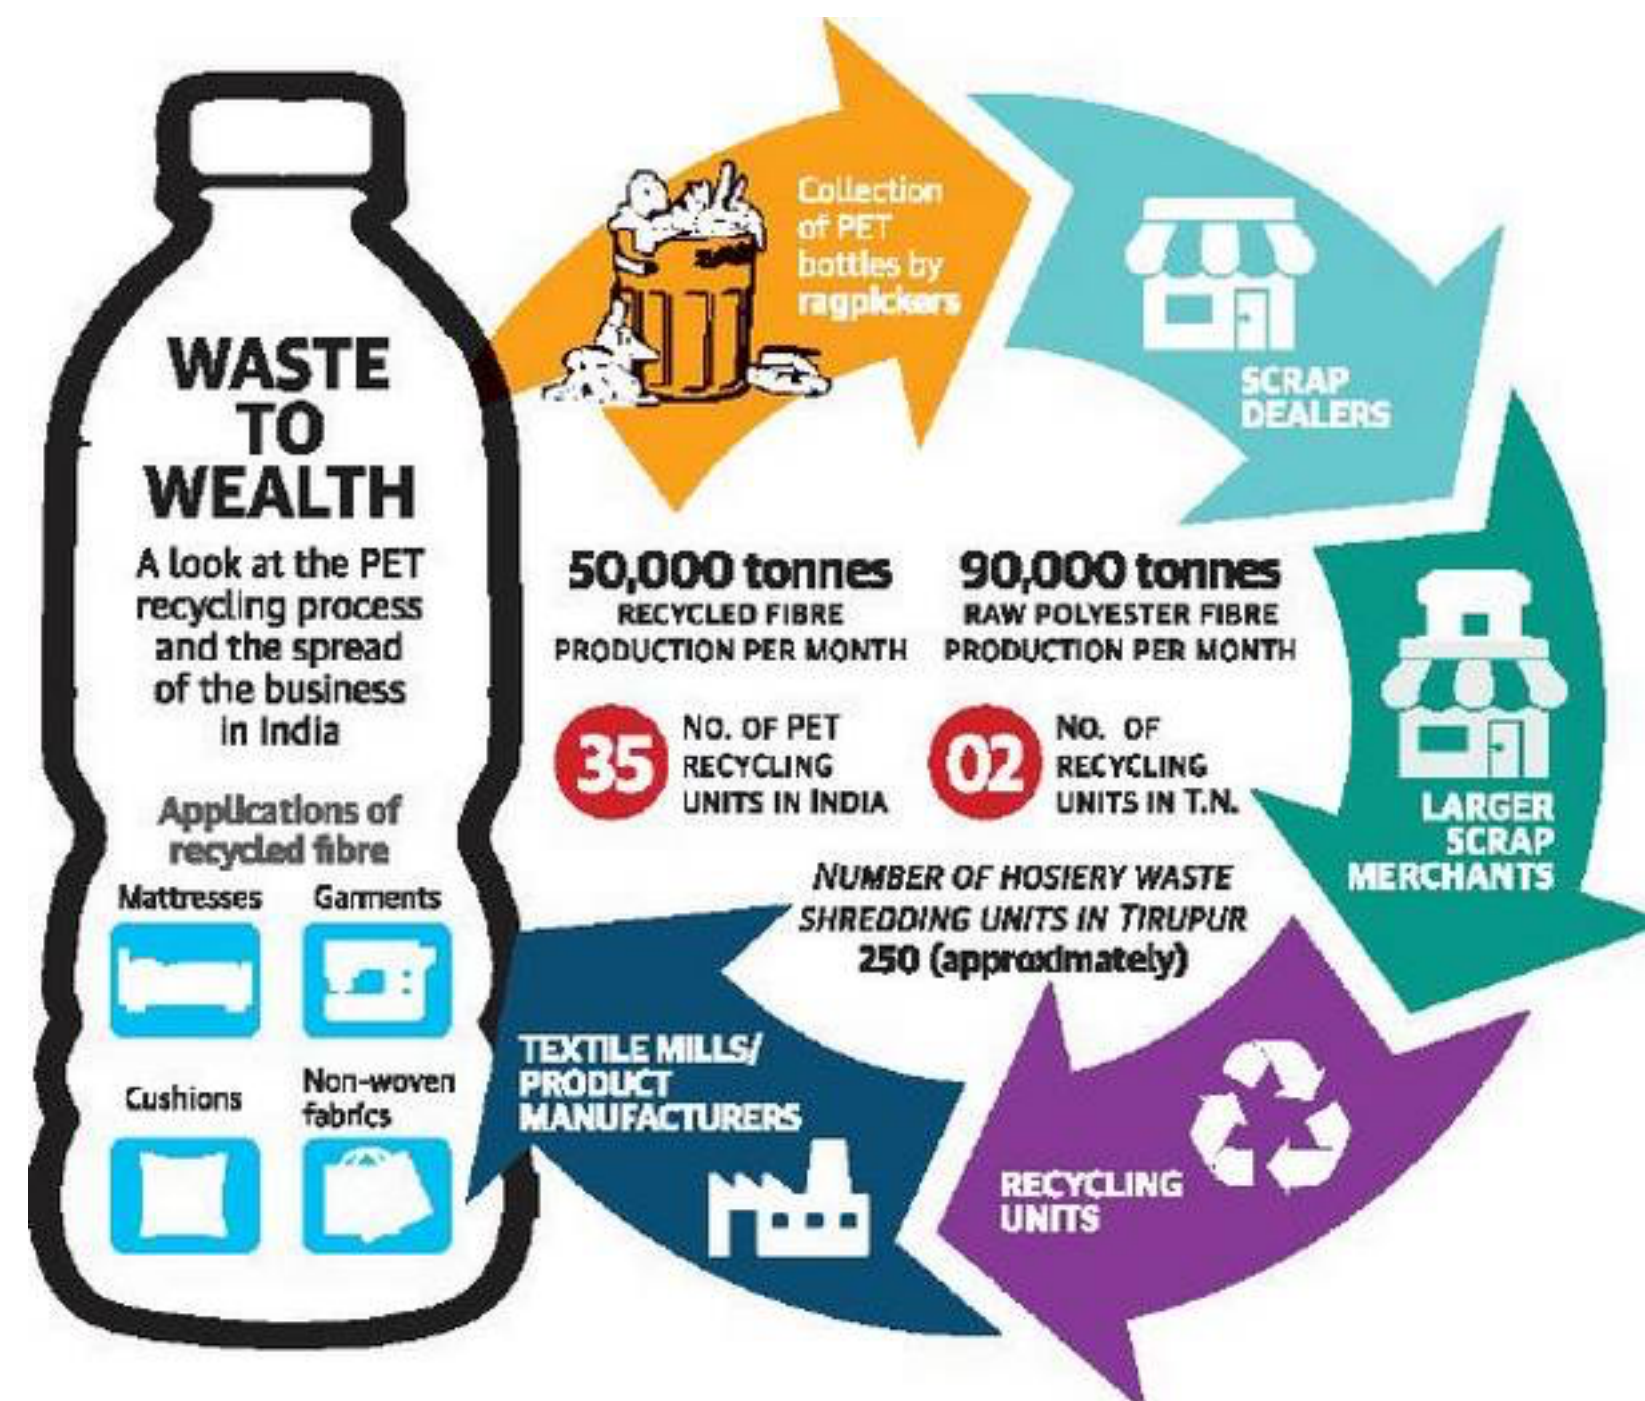 WASTE
TO
WEALTH
A look at the PET
recycling process
and the spread
of the business
in India
Applications of
recycled fibre
Mattresses
Garments
Cushions
Non-woven
fabrics
Collection
of PET
bottles by
ragpickers
SCRAP
DEALERS
LARGER
SCRAP
MERCHANTS
RECYCLING
UNITS
TEXTILE MILLS/
PRODUCT
MANUFACTURERS
50,000 tonnes
RECYCLED FIBRE
PRODUCTION PER MONTH
90,000 tonnes
RAW POLYESTER FIBRE
PRODUCTION PER MONTH
35
NO. OF PET
RECYCLING
UNITS IN INDIA
02
NO. OF
RECYCLING
UNITS IN T.N.
NUMBER OF HOSIERY WASTE
SHREDDING UNITS IN TIRUPUR
250 (approximately)